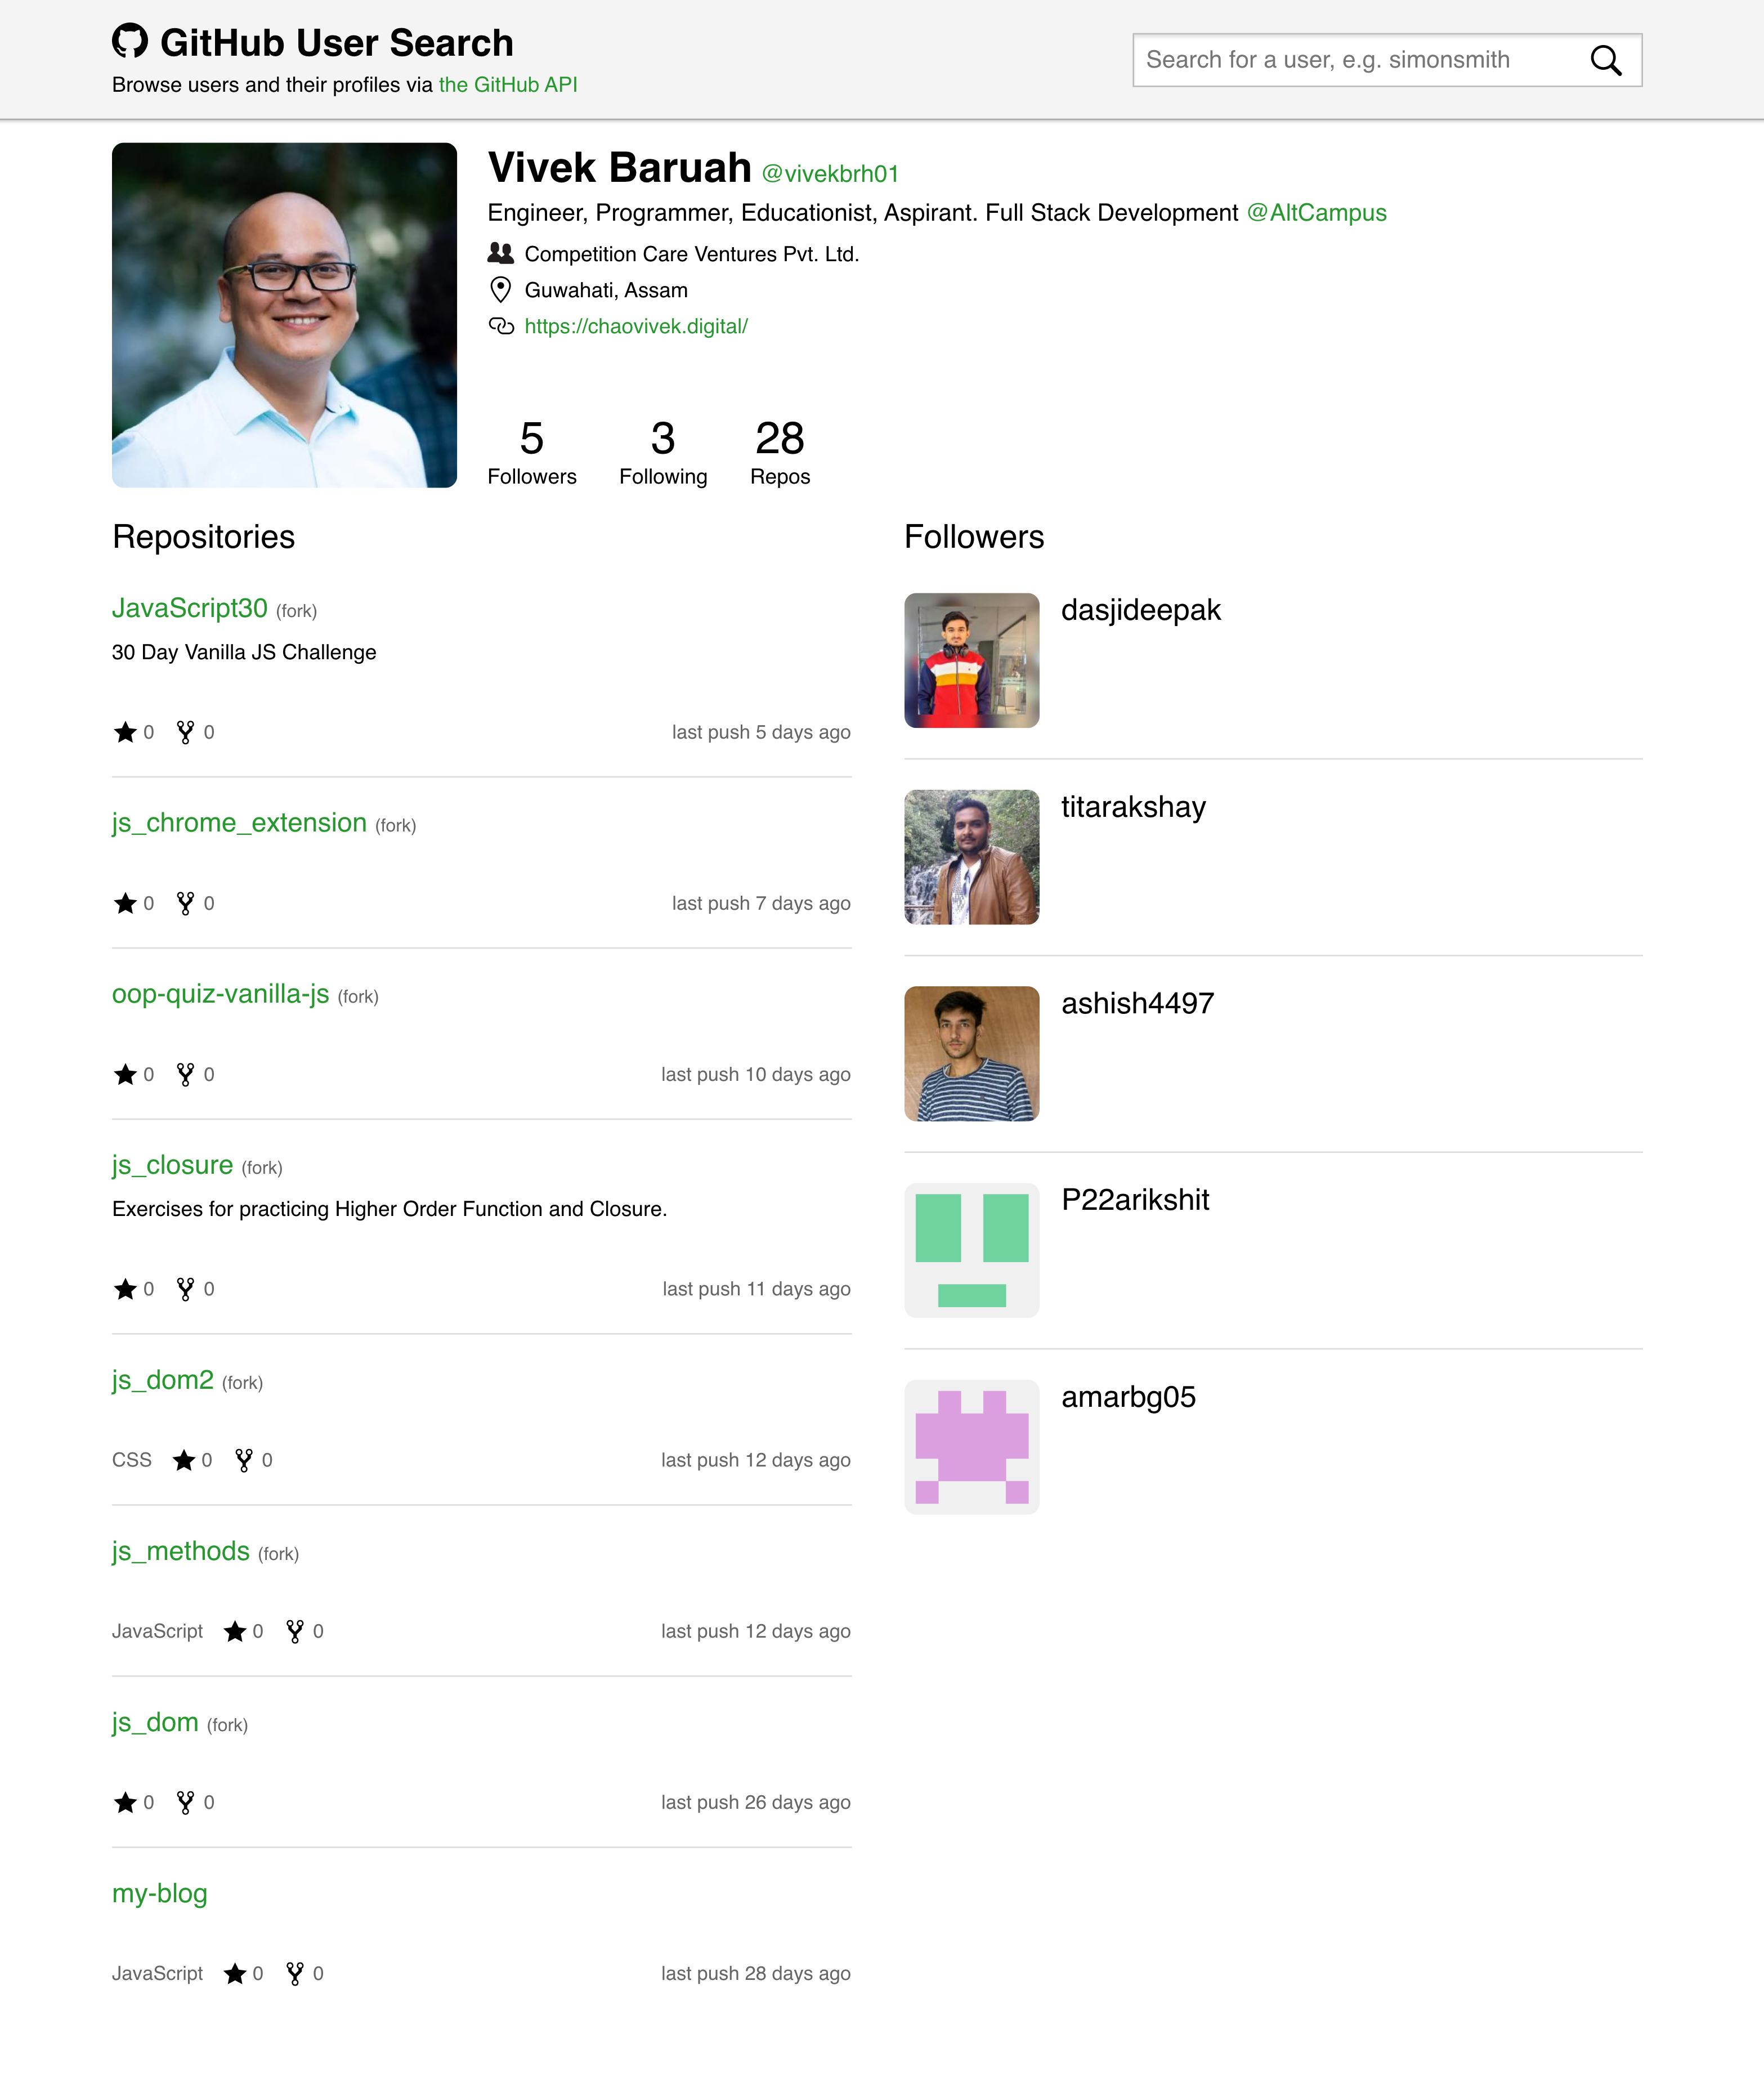 GitHub User Search
Browse users and their profiles via the GitHub API
Search for a user, e.g. simonsmith
Vivek Baruah @vivekbrh01
Engineer, Programmer, Educationist, Aspirant. Full Stack Development @AltCampus
Competition Care Ventures Pvt. Ltd.
Guwahati, Assam
https://chaovivek.digital/
5 3 28
Followers Following Repos
Repositories
JavaScript30 (fork)
30 Day Vanilla JS Challenge
0 0 last push 5 days ago
js_chrome_extension (fork)
0 0 last push 7 days ago
oop-quiz-vanilla-js (fork)
0 0 last push 10 days ago
js_closure (fork)
Exercises for practicing Higher Order Function and Closure.
0 0 last push 11 days ago
js_dom2 (fork)
CSS 0 0 last push 12 days ago
js_methods (fork)
JavaScript 0 0 last push 12 days ago
js_dom (fork)
0 0 last push 26 days ago
my-blog
JavaScript 0 0 last push 28 days ago
Followers
dasjideepak
titarakshay
ashish4497
P22arikshit
amarbg05